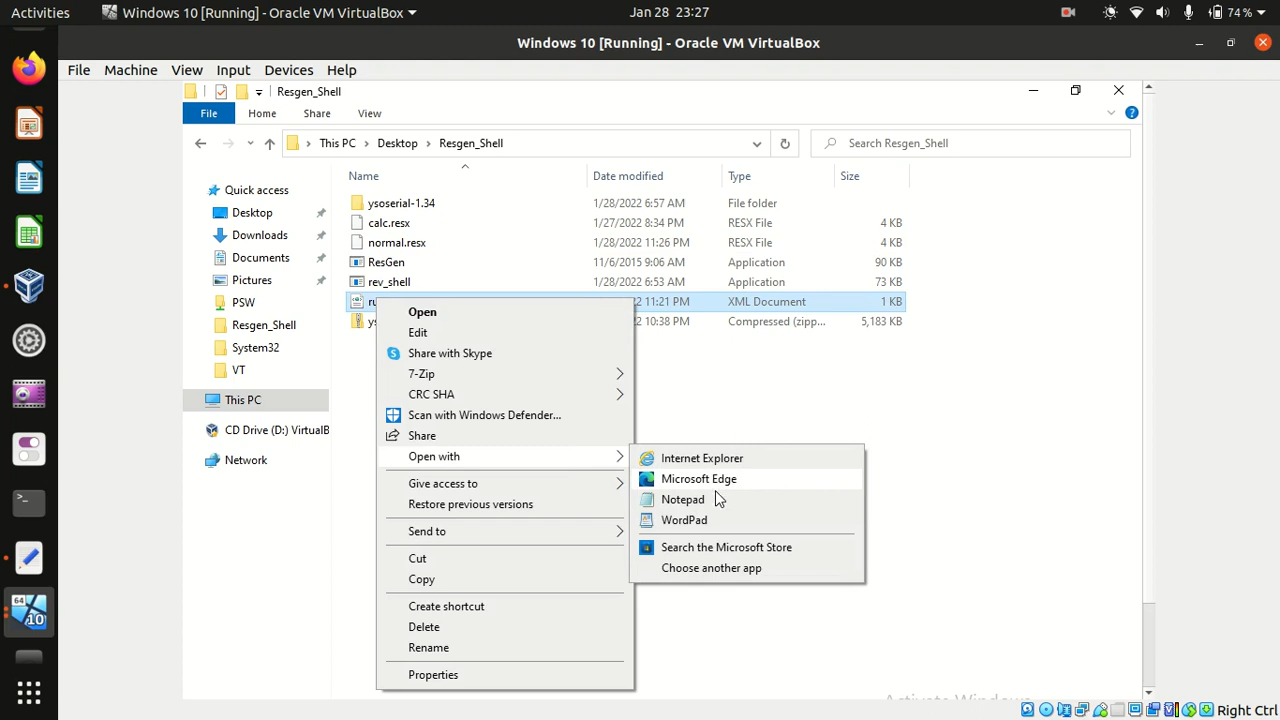 Activities
Windows 10 [Running] - Oracle VM VirtualBox
Jan 28 23:27
74 %
Windows 10 [Running] - Oracle VM VirtualBox
File Machine View Input Devices Help
Resgen_Shell
File Home Share View
This PC Desktop Resgen_Shell
Search Resgen_Shell
Name Date modified Type Size
Quick access
Desktop
Downloads
Documents
Pictures
PSW
Resgen_Shell
System32
VT
This PC
CD Drive (D:) VirtualB
Network
ysoserial-1.34 1/28/2022 6:57 AM File folder
calc.resx 1/27/2022 8:34 PM RESX File 4 KB
normal.resx 1/28/2022 11:26 PM RESX File 4 KB
ResGen 11/6/2015 9:06 AM Application 90 KB
rev_shell 1/28/2022 6:53 AM Application 73 KB
2 11:21 PM XML Document 1 KB
ys 2 10:38 PM Compressed (zipp... 5,183 KB
Open
Edit
Share with Skype
7-Zip
CRC SHA
Scan with Windows Defender...
Share
Open with
Give access to
Restore previous versions
Send to
Cut
Copy
Create shortcut
Delete
Rename
Properties
Internet Explorer
Microsoft Edge
Notepad
WordPad
Search the Microsoft Store
Choose another app
Activate Windows
64
10
Right Ctrl